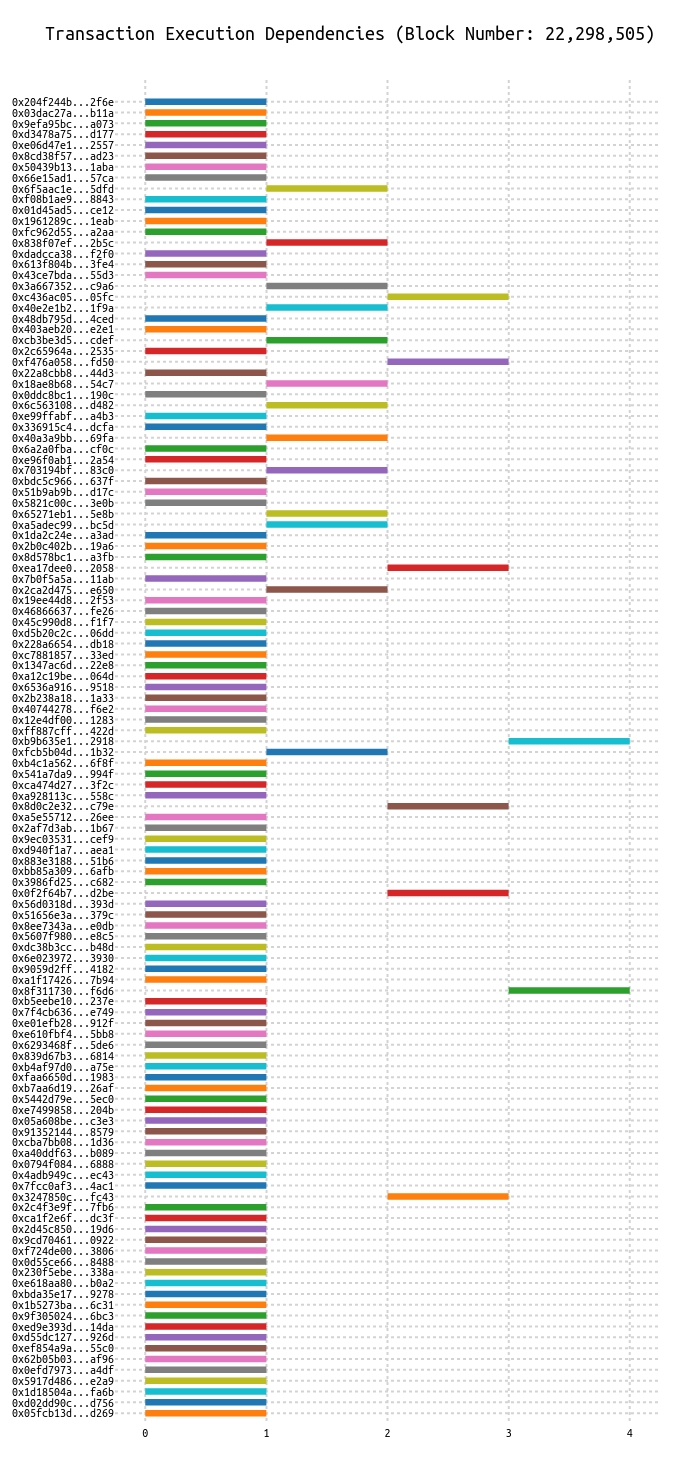 Transaction Execution Dependencies (Block Number: 22,298,505)
0x204f244b...2f6e
0x03dac27a...b11a
0x9efa95bc...a073
0xd3478a75...d177
0xe06d47e1...2557
0x8cd38f57...ad23
0x50439b13...1aba
0x66e15ad1...57ca
0x6f5aac1e...5dfd
0xf08b1ae9...8843
0x01d45ad5...ce12
0x1961289c...1eab
0xfc962d55...a2aa
0x838f07ef...2b5c
0xdadcca38...f2f0
0x613f804b...3fe4
0x43ce7bda...55d3
0x3a667352...c9a6
0xc436ac05...05fc
0x40e2e1b2...1f9a
0x48db795d...4ced
0x403aeb20...e2e1
0xcb3be3d5...cdef
0x2c65964a...2535
0xf476a058...fd50
0x22a8cbb8...44d3
0x18ae8b68...54c7
0x0ddc8bc1...190c
0x6c563108...d482
0xe99ffabf...a4b3
0x336915c4...dcfa
0x40a3a9bb...69fa
0x6a2a0fba...cf0c
0xe96f0ab1...2a54
0x703194bf...83c0
0xbdc5c966...637f
0x51b9ab9b...d17c
0x5821c00c...3e0b
0x65271eb1...5e8b
0xa5adec99...bc5d
0x1da2c24e...a3ad
0x2b0c402b...19a6
0x8d578bc1...a3fb
0xea17dee0...2058
0x7b0f5a5a...11ab
0x2ca2d475...e650
0x19ee44d8...2f53
0x46866637...fe26
0x45c990d8...f1f7
0xd5b20c2c...06dd
0x228a6654...db18
0xc7881857...33ed
0x1347ac6d...22e8
0xa12c19be...064d
0x6536a916...9518
0x2b238a18...1a33
0x40744278...f6e2
0x12e4df00...1283
0xff887cff...422d
0xb9b635e1...2918
0xfcb5b04d...1b32
0xb4c1a562...6f8f
0x541a7da9...994f
0xca474d27...3f2c
0xa928113c...558c
0x8d0c2e32...c79e
0xa5e55712...26ee
0x2af7d3ab...1b67
0x9ec03531...cef9
0xd940f1a7...aea1
0x883e3188...51b6
0xbb85a309...6afb
0x3986fd25...c682
0x0f2f64b7...d2be
0x56d0318d...393d
0x51656e3a...379c
0x8ee7343a...e0db
0x5607f980...e8c5
0xdc38b3cc...b48d
0x6e023972...3930
0x9059d2ff...4182
0xa1f17426...7b94
0x8f311730...f6d6
0xb5eebe10...237e
0x7f4cb636...e749
0xe01efb28...912f
0xe610fbf4...5bb8
0x6293468f...5de6
0x839d67b3...6814
0xb4af97d0...a75e
0xfaa6650d...1983
0xb7aa6d19...26af
0x5442d79e...5ec0
0xe7499858...204b
0x05a608be...c3e3
0x91352144...8579
0xcba7bb08...1d36
0xa40ddf63...b089
0x0794f084...6888
0x4adb949c...ec43
0x7fcc0af3...4ac1
0x3247850c...fc43
0x2c4f3e9f...7fb6
0xca1f2e6f...dc3f
0x2d45c850...19d6
0x9cd70461...0922
0xf724de00...3806
0x0d55ce66...8488
0x230f5ebe...338a
0xe618aa80...b0a2
0xbda35e17...9278
0x1b5273ba...6c31
0x9f305024...6bc3
0xed9e393d...14da
0xd55dc127...926d
0xef854a9a...55c0
0x62b05b03...af96
0x0efd7973...a4df
0x5917d486...e2a9
0x1d18504a...fa6b
0xd02dd90c...d756
0x05fcb13d...d269
0 1 2 3 4